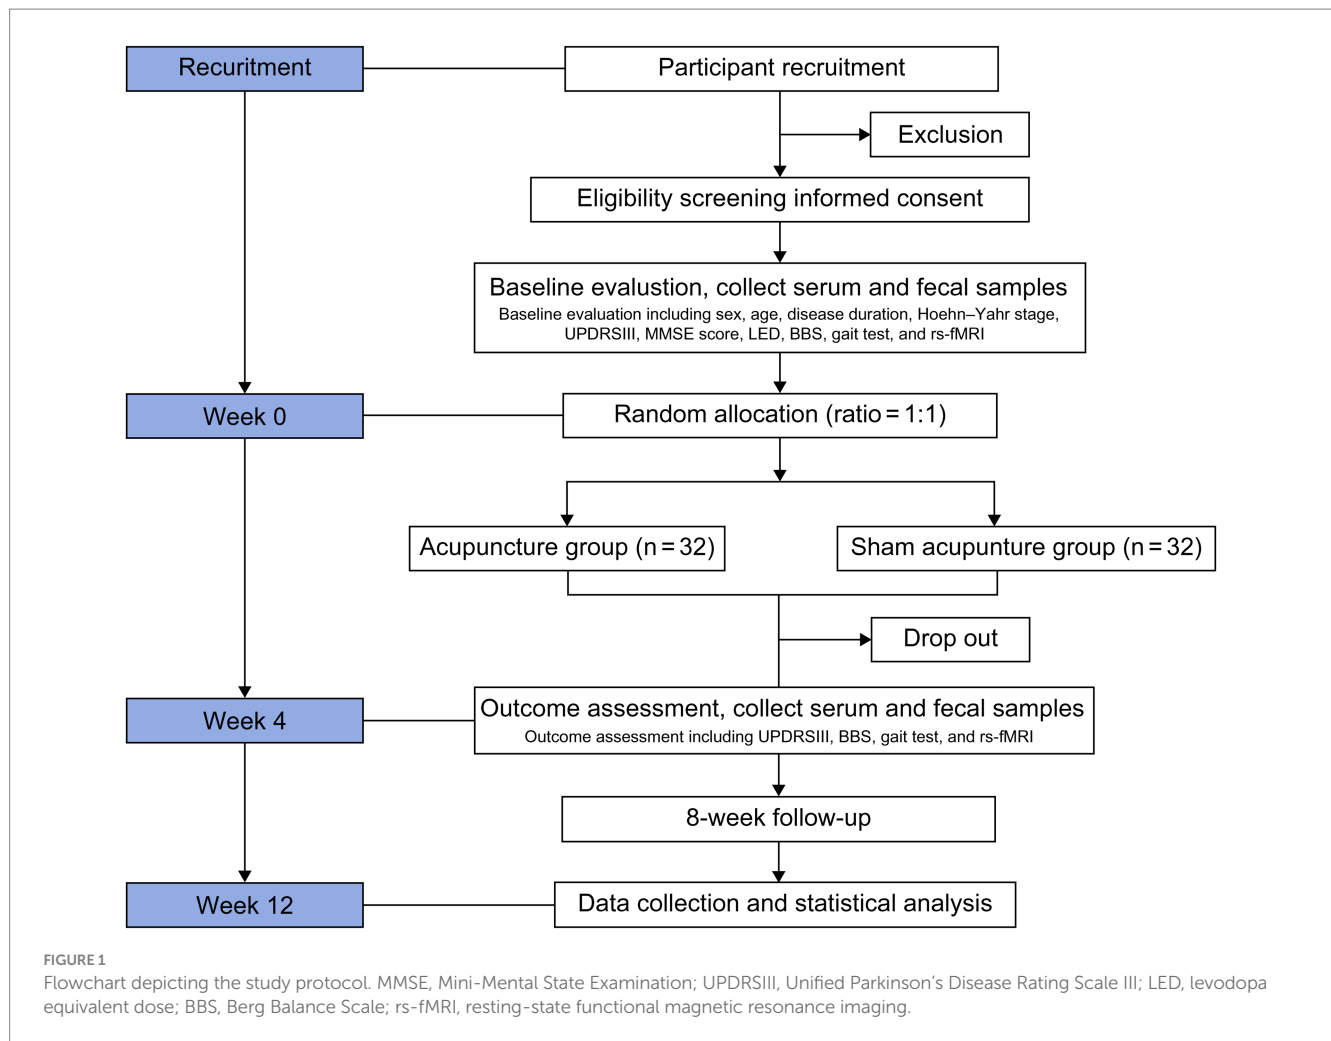 Recuritment
Participant recruitment
Exclusion
Eligibility screening informed consent
Baseline evalustion, collect serum and fecal samples
Baseline evaluation including sex, age, disease duration, Hoehn–Yahr stage,
UPDRSIII, MMSE score, LED, BBS, gait test, and rs-fMRI
Week 0
Random allocation (ratio = 1:1)
Acupuncture group (n = 32)
Sham acupunture group (n = 32)
Drop out
Week 4
Outcome assessment, collect serum and fecal samples
Outcome assessment including UPDRSIII, BBS, gait test, and rs-fMRI
8-week follow-up
Week 12
Data collection and statistical analysis
FIGURE 1
Flowchart depicting the study protocol. MMSE, Mini-Mental State Examination; UPDRSIII, Unified Parkinson’s Disease Rating Scale III; LED, levodopa
equivalent dose; BBS, Berg Balance Scale; rs-fMRI, resting-state functional magnetic resonance imaging.